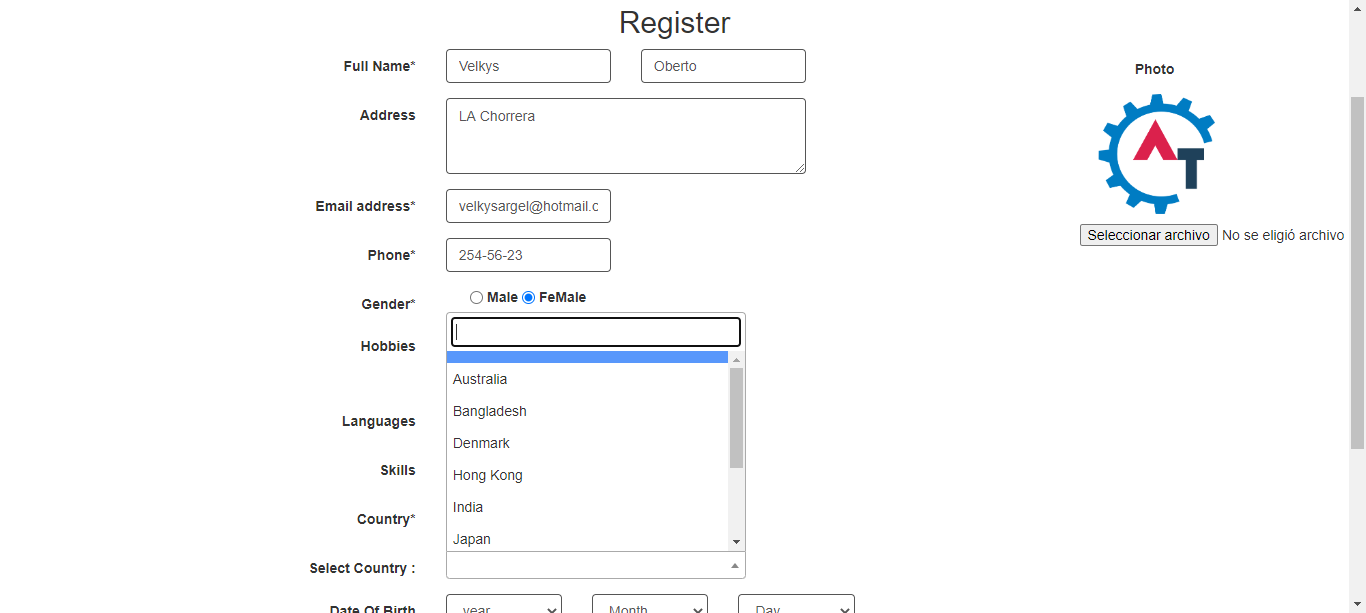 Register
Full Name* Velkys Oberto
Photo
Address LA Chorrera
AT
Email address* velkysargel@hotmail.c
Seleccionar archivo No se eligió archivo
Phone* 254-56-23
Gender* Male FeMale
Hobbies
Australia
Bangladesh
Languages
Denmark
Skills
Hong Kong
India
Country*
Japan
Select Country :
Date Of Birth year Month Day